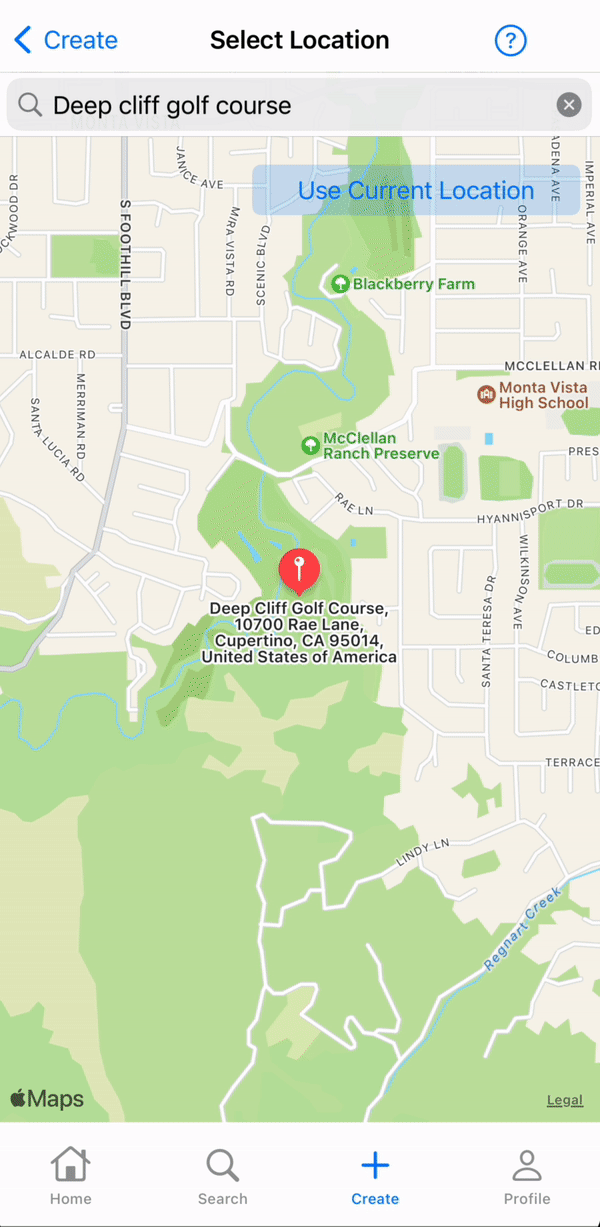 Create
Select Location
?
Deep cliff golf course
Use Current Location
JANICE AVE
S FOOTHILL BLVD
MIRA VISTA RD
SCENIC BLVD
ORANGE AVE
IMPERIAL AVE
Blackberry Farm
ALCALDE RD
MERRIMAN RD
SANTA LUCIA RD
MCCLELLAN R
Monta Vista
High School
McClellan
Ranch Preserve
PRES
RAE LN
HYANNISPORT DR
WILKINSON AVE
SANTA TERESA DR
Deep Cliff Golf Course,
10700 Rae Lane,
Cupertino, CA 95014,
United States of America
ED
COLUMB
CASTLETO
TERRACE
LINDY LN
Regnart Creek
Maps
Legal
Home
Search
Create
Profile